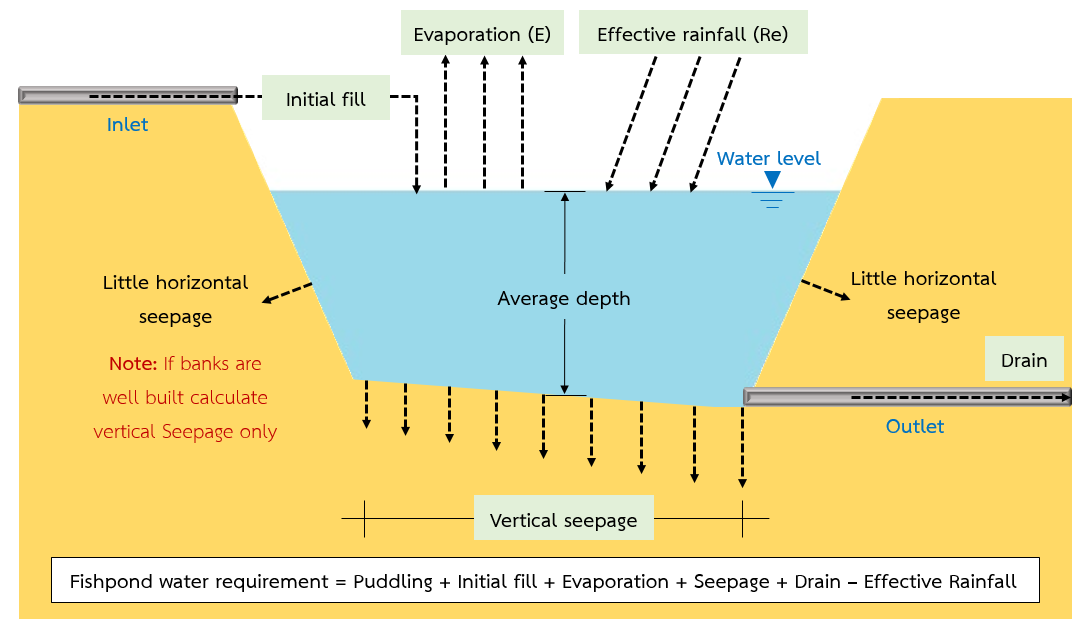 Evaporation (E)
Effective rainfall (Re)
Initial fill
Inlet
Water level
Little horizontal
seepage
Average depth
Little horizontal
seepage
Note: If banks are
well built calculate
vertical Seepage only
Drain
Outlet
Vertical seepage
Fishpond water requirement = Puddling + Initial fill + Evaporation + Seepage + Drain – Effective Rainfall